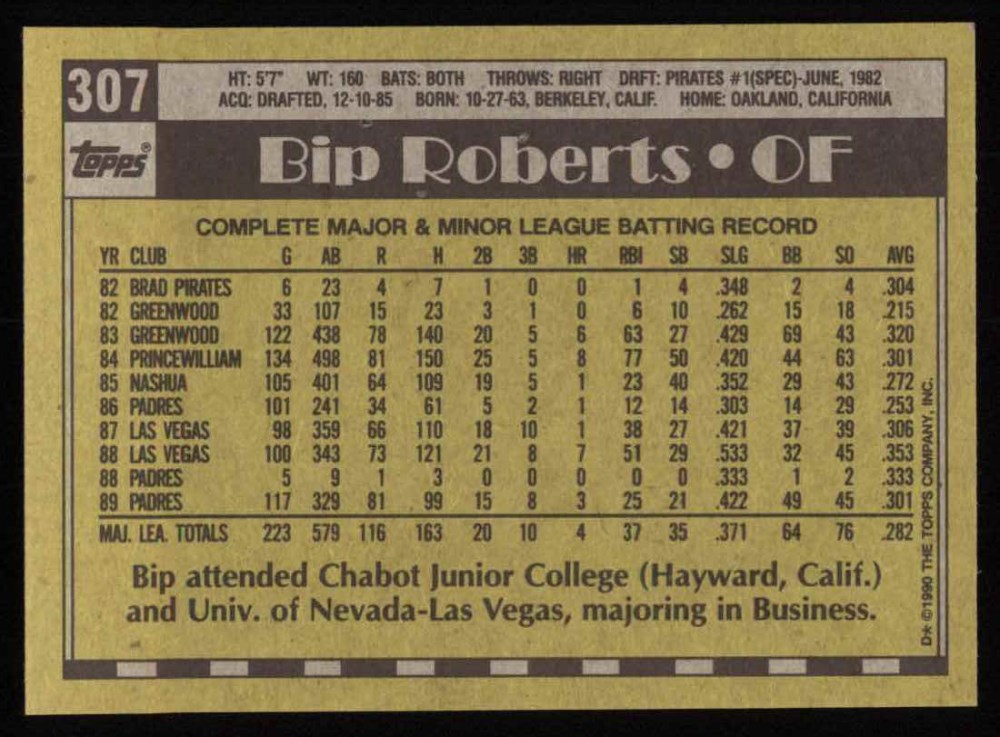 307
HT: 5'7" WT: 160 BATS: BOTH THROWS: RIGHT DRFT: PIRATES #1(SPEC)-JUNE, 1982
ACQ: DRAFTED, 12-10-85 BORN: 10-27-63, BERKELEY, CALIF. HOME: OAKLAND, CALIFORNIA
Topps®
Bip Roberts • OF
COMPLETE MAJOR & MINOR LEAGUE BATTING RECORD
YR CLUB G AB R H 2B 3B HR RBI SB SLG BB SO AVG
82 BRAD PIRATES 6 23 4 7 1 0 0 1 4 .348 2 4 .304
82 GREENWOOD 33 107 15 23 3 1 0 6 10 .262 15 18 .215
83 GREENWOOD 122 438 78 140 20 5 6 63 27 .429 69 43 .320
84 PRINCEWILLIAM 134 498 81 150 25 5 8 77 50 .420 44 63 .301
85 NASHUA 105 401 64 109 19 5 1 23 40 .352 29 43 .272
86 PADRES 101 241 34 61 5 2 1 12 14 .303 14 29 .253
87 LAS VEGAS 98 359 66 110 18 10 1 38 27 .421 37 39 .306
88 LAS VEGAS 100 343 73 121 21 8 7 51 29 .533 32 45 .353
88 PADRES 5 9 1 3 0 0 0 0 0 .333 1 2 .333
89 PADRES 117 329 81 99 15 8 3 25 21 .422 49 45 .301
MAJ. LEA. TOTALS 223 579 116 163 20 10 4 37 35 .371 64 76 .282
Bip attended Chabot Junior College (Hayward, Calif.)
and Univ. of Nevada-Las Vegas, majoring in Business.
D* ©1990 THE TOPPS COMPANY, INC.